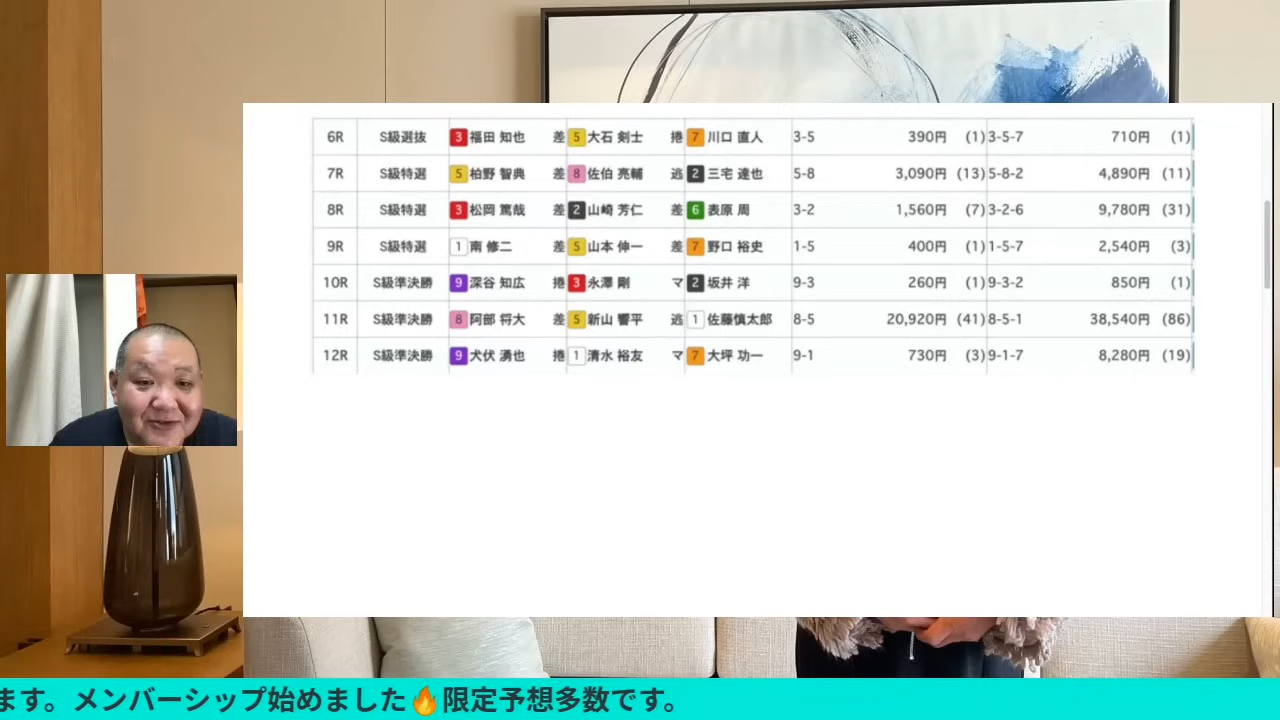 6R S級選抜 3 福田 知也 差 5 大石 剣士 捲 7 川口 直人 3-5 390円 (1) 3-5-7 710円 (1)
7R S級特選 5 柏野 智典 差 8 佐伯 亮輔 逃 2 三宅 達也 5-8 3,090円 (13) 5-8-2 4,890円 (11)
8R S級特選 3 松岡 篤哉 差 2 山崎 芳仁 差 6 表原 周 3-2 1,560円 (7) 3-2-6 9,780円 (31)
9R S級特選 1 南 修二 差 5 山本 伸一 差 7 野口 裕史 1-5 400円 (1) 1-5-7 2,540円 (3)
10R S級準決勝 9 深谷 知広 捲 3 永澤 剛 マ 2 坂井 洋 9-3 260円 (1) 9-3-2 850円 (1)
11R S級準決勝 8 阿部 将大 差 5 新山 響平 逃 1 佐藤慎太郎 8-5 20,920円 (41) 8-5-1 38,540円 (86)
12R S級準決勝 9 犬伏 湧也 捲 1 清水 裕友 マ 7 大坪 功一 9-1 730円 (3) 9-1-7 8,280円 (19)
ます。メンバーシップ始めました🔥限定予想多数です。